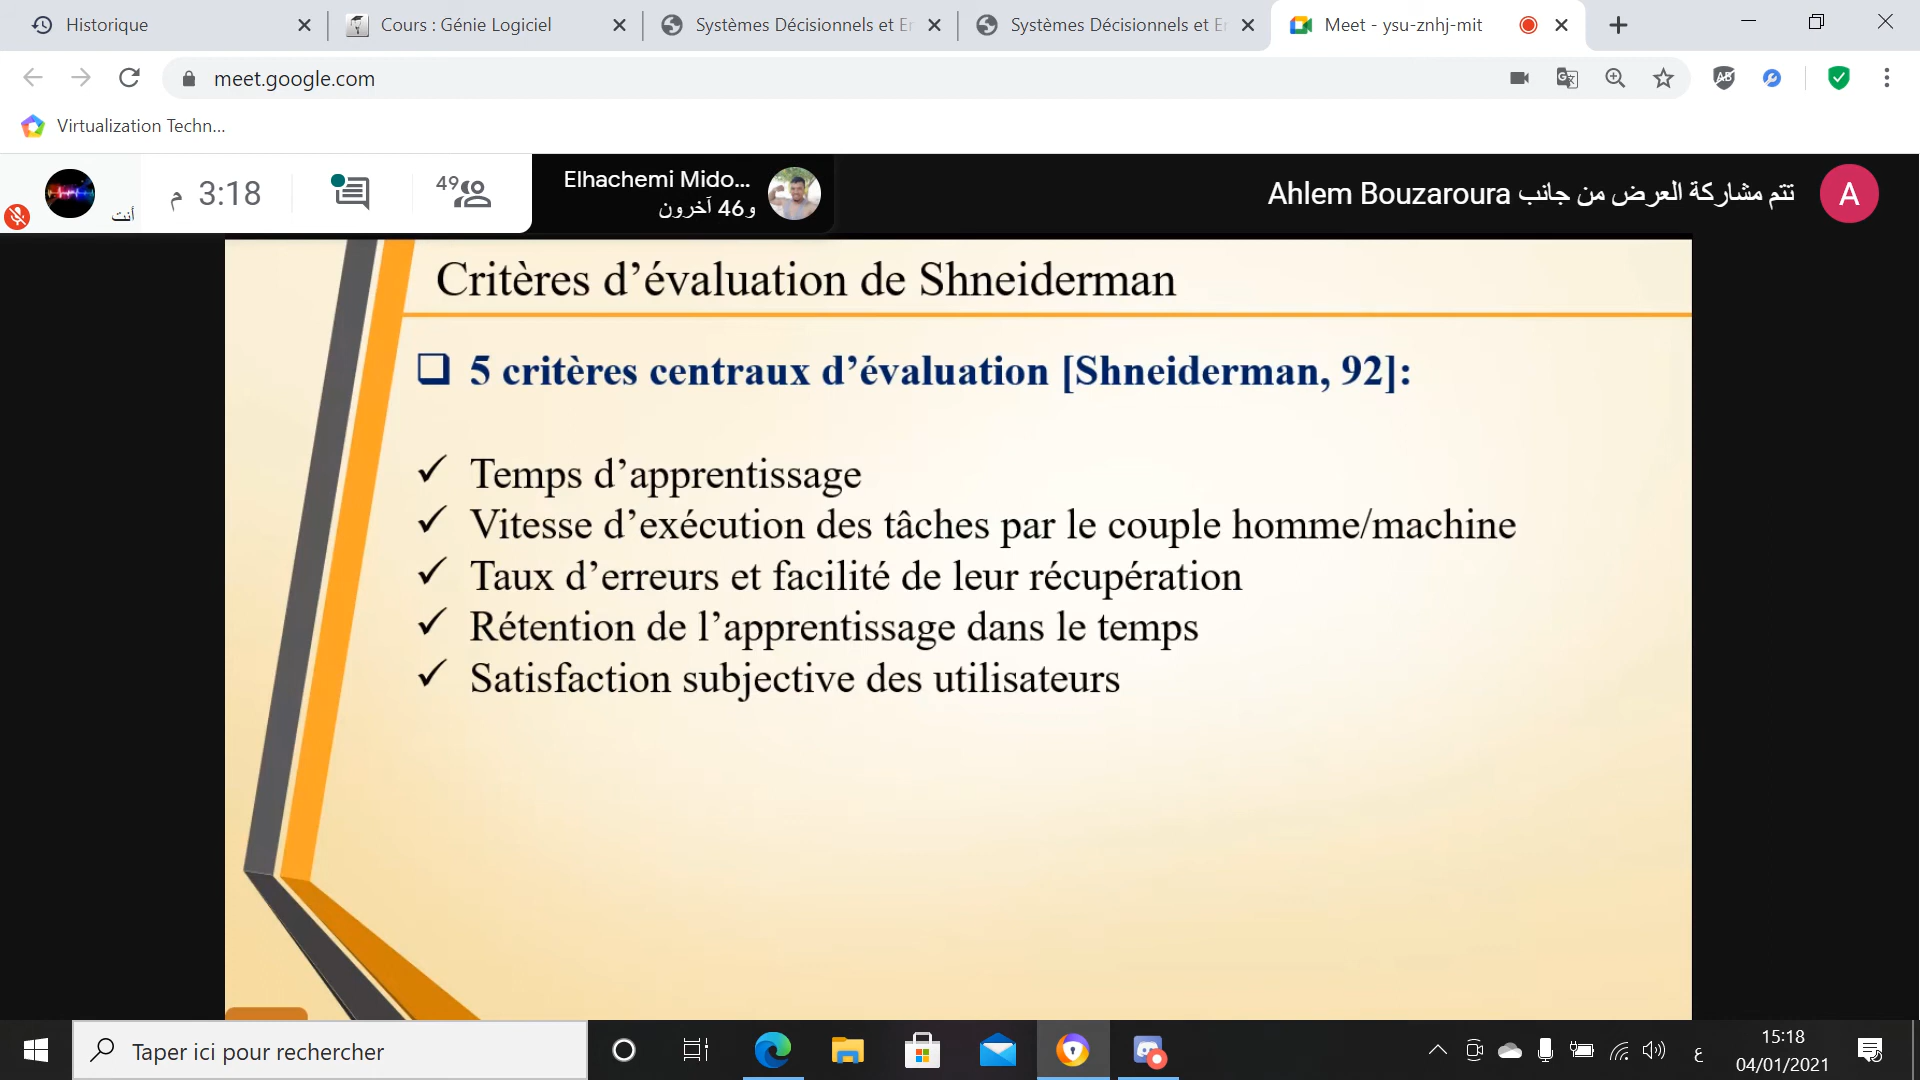 Historique
Cours : Génie Logiciel
Systèmes Décisionnels et Er
Systèmes Décisionnels et Er
Meet - ysu-znhj-mit
meet.google.com
Virtualization Techn...
أنت
3:18 م
49
Elhachemi Mido...
و46 آخرون
تتم مشاركة العرض من جانب Ahlem Bouzaroura
A
Critères d’évaluation de Shneiderman
5 critères centraux d’évaluation [Shneiderman, 92]:
Temps d’apprentissage
Vitesse d’exécution des tâches par le couple homme/machine
Taux d’erreurs et facilité de leur récupération
Rétention de l’apprentissage dans le temps
Satisfaction subjective des utilisateurs
Taper ici pour rechercher
ع
15:18
04/01/2021